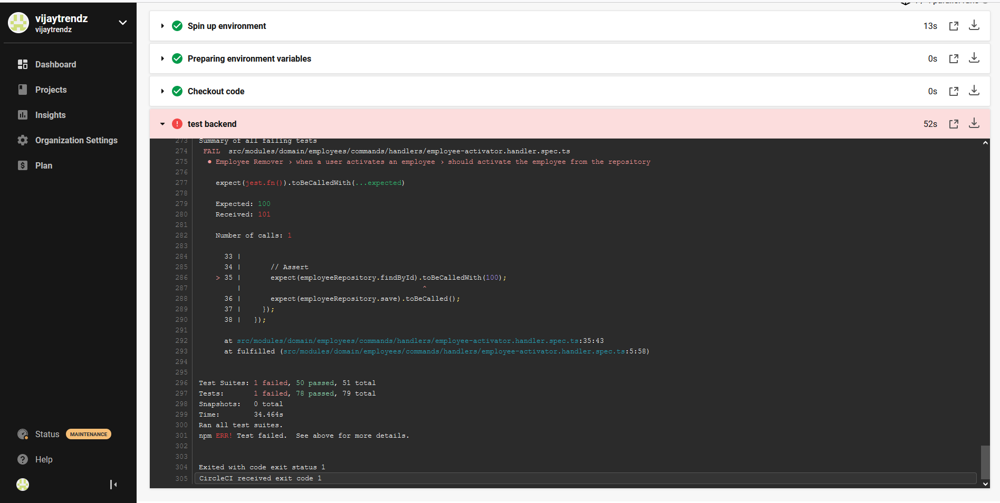 vijaytrendz
vijaytrendz
Dashboard
Projects
Insights
Organization Settings
Plan
Status MAINTENANCE
Help
Spin up environment 13s
Preparing environment variables 0s
Checkout code 0s
test backend 52s
273 Summary of all failing tests
274 FAIL src/modules/domain/employees/commands/handlers/employee-activator.handler.spec.ts
275 ● Employee Remover › when a user activates an employee › should activate the employee from the repository
276
277 expect(jest.fn()).toBeCalledWith(...expected)
278
279 Expected: 100
280 Received: 101
281
282 Number of calls: 1
283
284 33 |
285 34 | // Assert
286 > 35 | expect(employeeRepository.findById).toBeCalledWith(100);
287 | ^
288 36 | expect(employeeRepository.save).toBeCalled();
289 37 | });
290 38 | });
291
292 at src/modules/domain/employees/commands/handlers/employee-activator.handler.spec.ts:35:43
293 at fulfilled (src/modules/domain/employees/commands/handlers/employee-activator.handler.spec.ts:5:58)
294
295
296 Test Suites: 1 failed, 50 passed, 51 total
297 Tests: 1 failed, 78 passed, 79 total
298 Snapshots: 0 total
299 Time: 34.464s
300 Ran all test suites.
301 npm ERR! Test failed. See above for more details.
302
303
304 Exited with code exit status 1
305 CircleCI received exit code 1